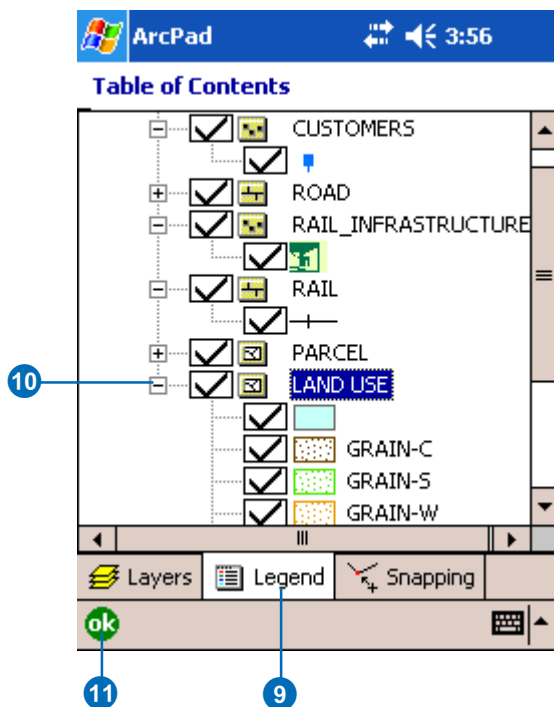 ArcPad 3:56
Table of Contents
CUSTOMERS
ROAD
RAIL_INFRASTRUCTURE
RAIL
PARCEL
10
LAND USE
GRAIN-C
GRAIN-S
GRAIN-W
Layers Legend Snapping
ok
11 9